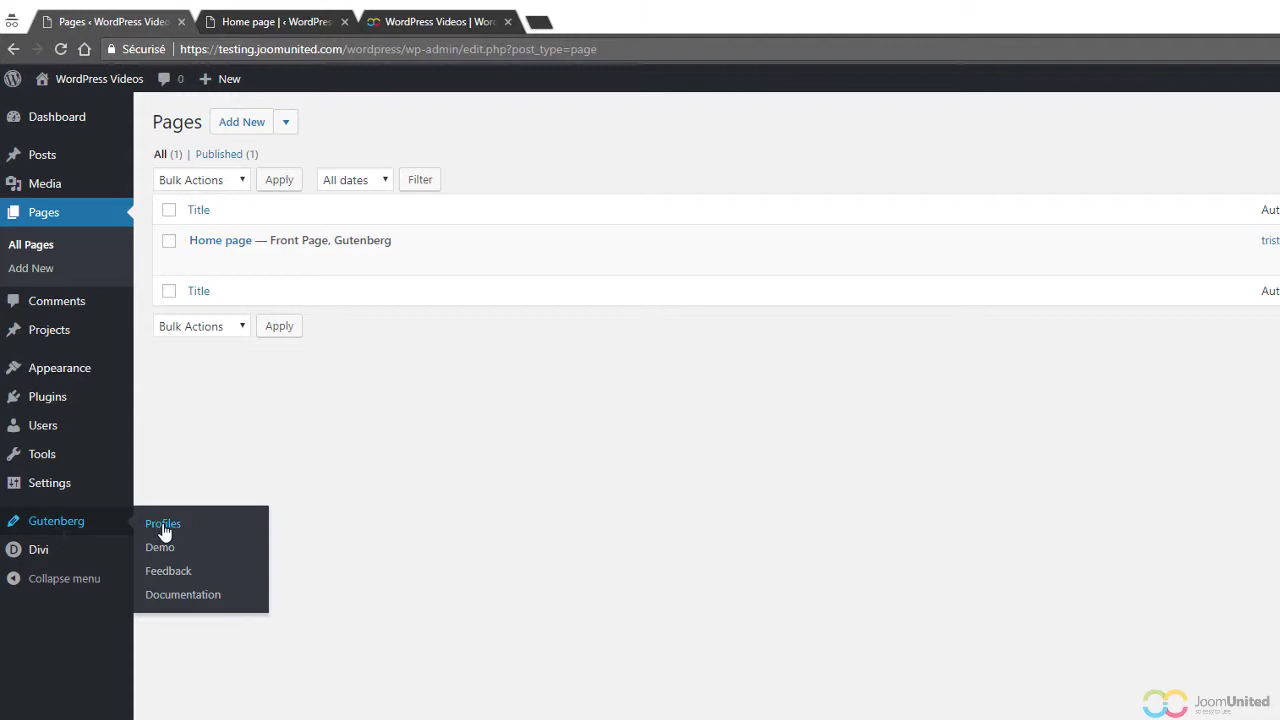 Pages ‹ WordPress Video
Home page | ‹ WordPres
WordPress Videos | Wor
Sécurisé
https://testing.joomunited.com/wordpress/wp-admin/edit.php?post_type=page
WordPress Videos
0
New
Dashboard
Posts
Media
Pages
All Pages
Add New
Comments
Projects
Appearance
Plugins
Users
Tools
Settings
Gutenberg
Divi
Collapse menu
Profiles
Demo
Feedback
Documentation
Pages
Add New
All (1) | Published (1)
Bulk Actions
Apply
All dates
Filter
Title
Aut
Home page — Front Page, Gutenberg
trist
Title
Aut
Bulk Actions
Apply
JoomUnited